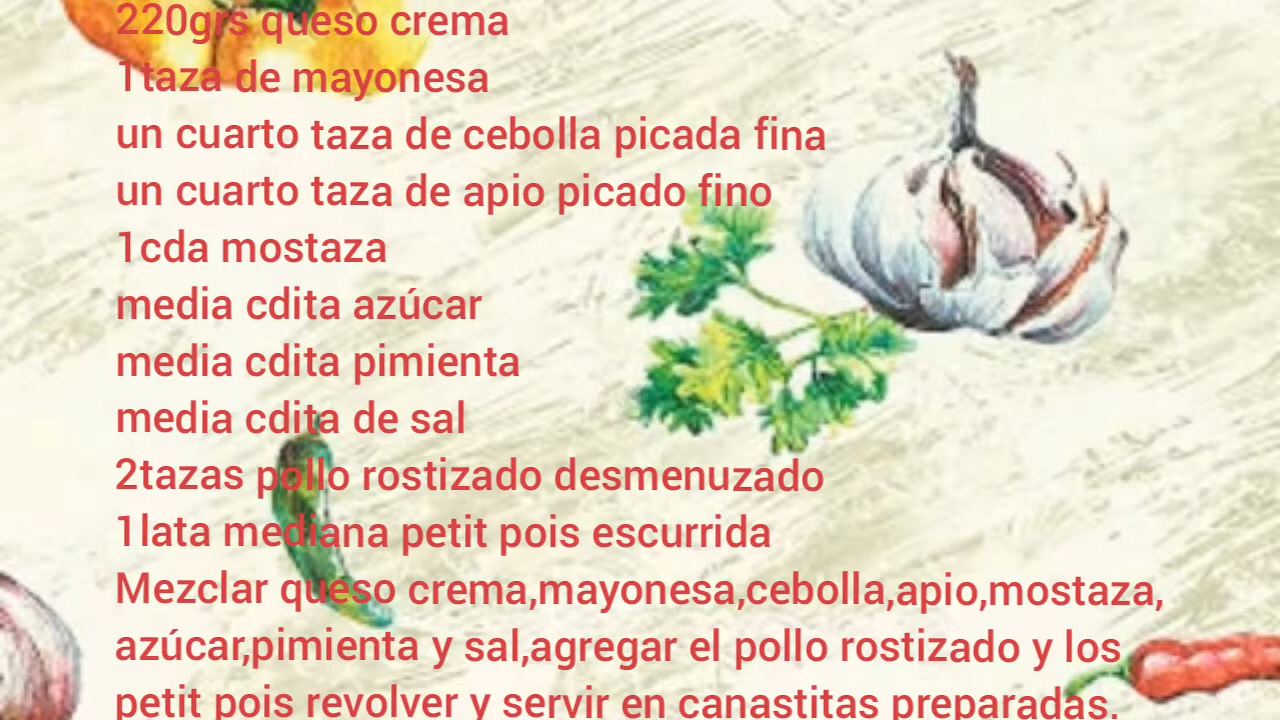 220grs queso crema
1taza de mayonesa
un cuarto taza de cebolla picada fina
un cuarto taza de apio picado fino
1cda mostaza
media cdita azúcar
media cdita pimienta
media cdita de sal
2tazas pollo rostizado desmenuzado
1lata mediana petit pois escurrida
Mezclar queso crema,mayonesa,cebolla,apio,mostaza,
azúcar,pimienta y sal,agregar el pollo rostizado y los
petit pois revolver y servir en canastitas preparadas.